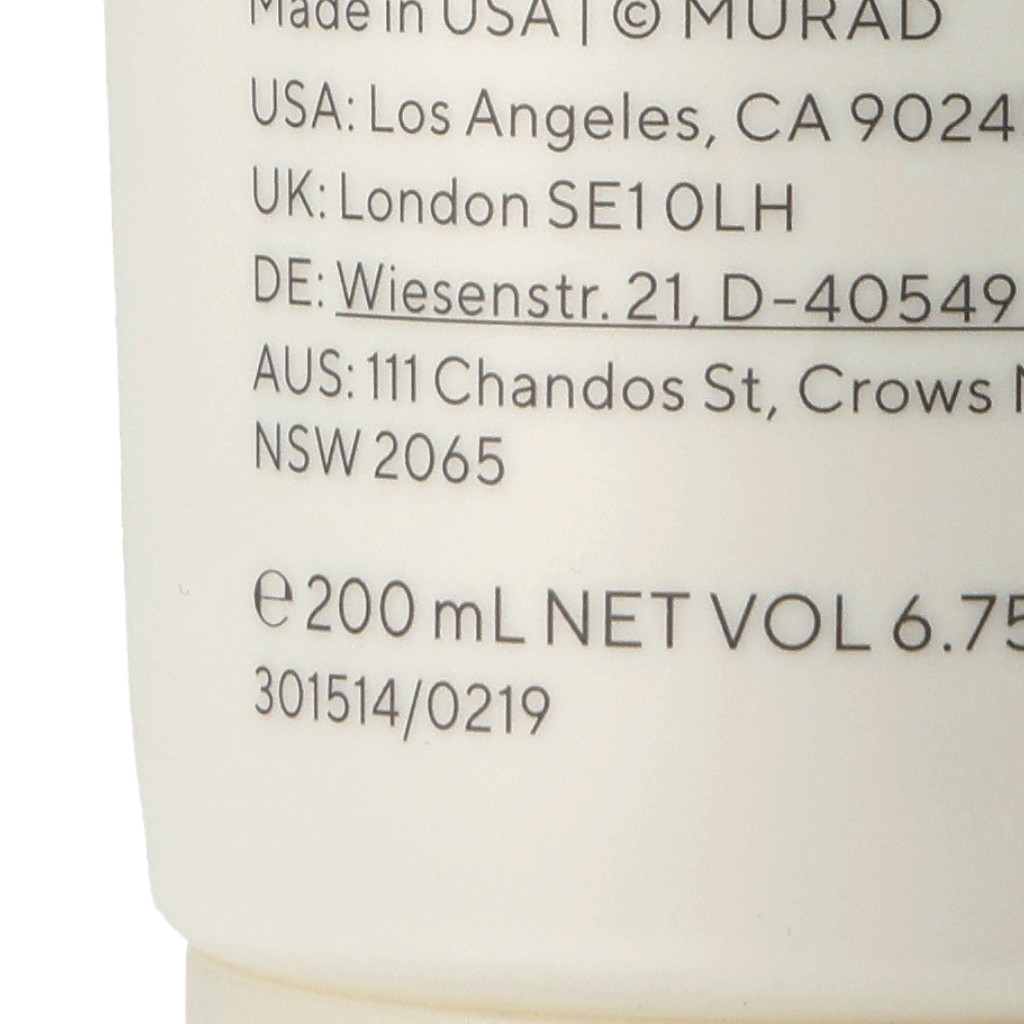 Made in USA | © MURAD
USA: Los Angeles, CA 9024
UK: London SE1 0LH
DE: Wiesenstr. 21, D-40549
AUS: 111 Chandos St, Crows
NSW 2065
℮ 200 mL NET VOL 6.75
301514/0219